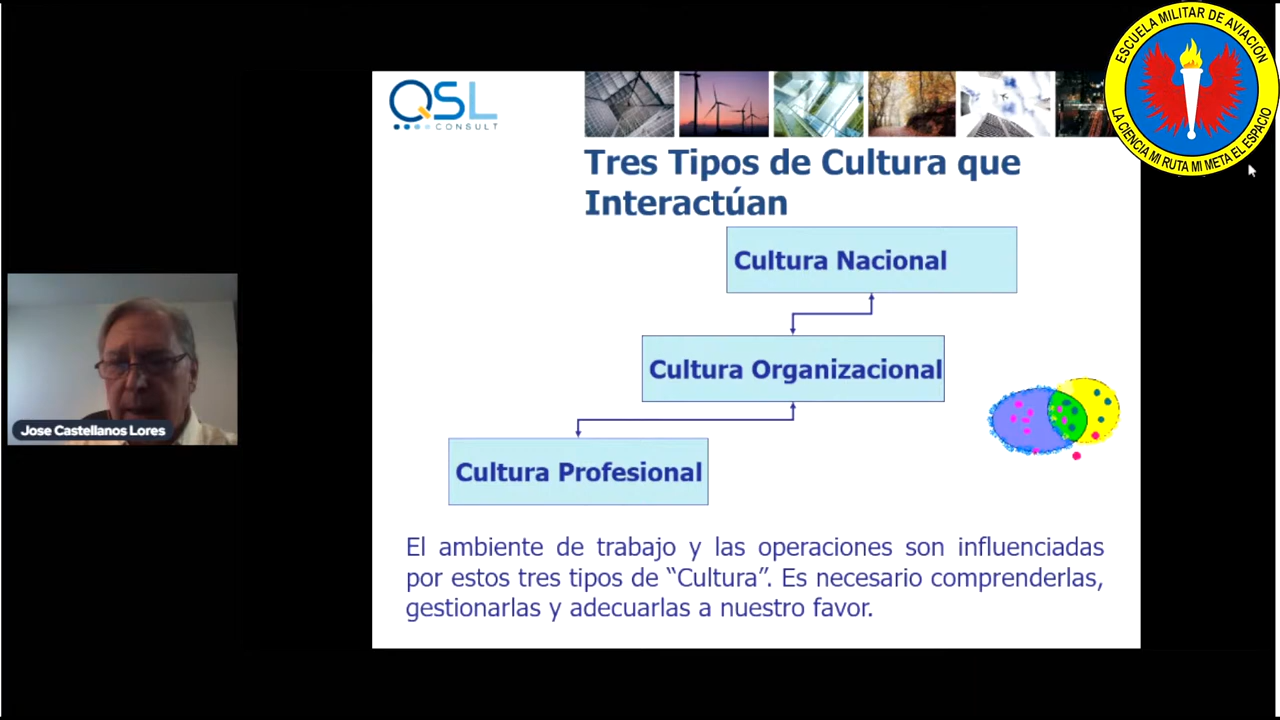 ESCUELA MILITAR DE AVIACIÓN
LA CIENCIA MI RUTA MI META EL ESPACIO
QSL
CONSULT
Tres Tipos de Cultura que
Interactúan
Cultura Nacional
Cultura Organizacional
Cultura Profesional
Jose Castellanos Lores
El ambiente de trabajo y las operaciones son influenciadas
por estos tres tipos de “Cultura”. Es necesario comprenderlas,
gestionarlas y adecuarlas a nuestro favor.